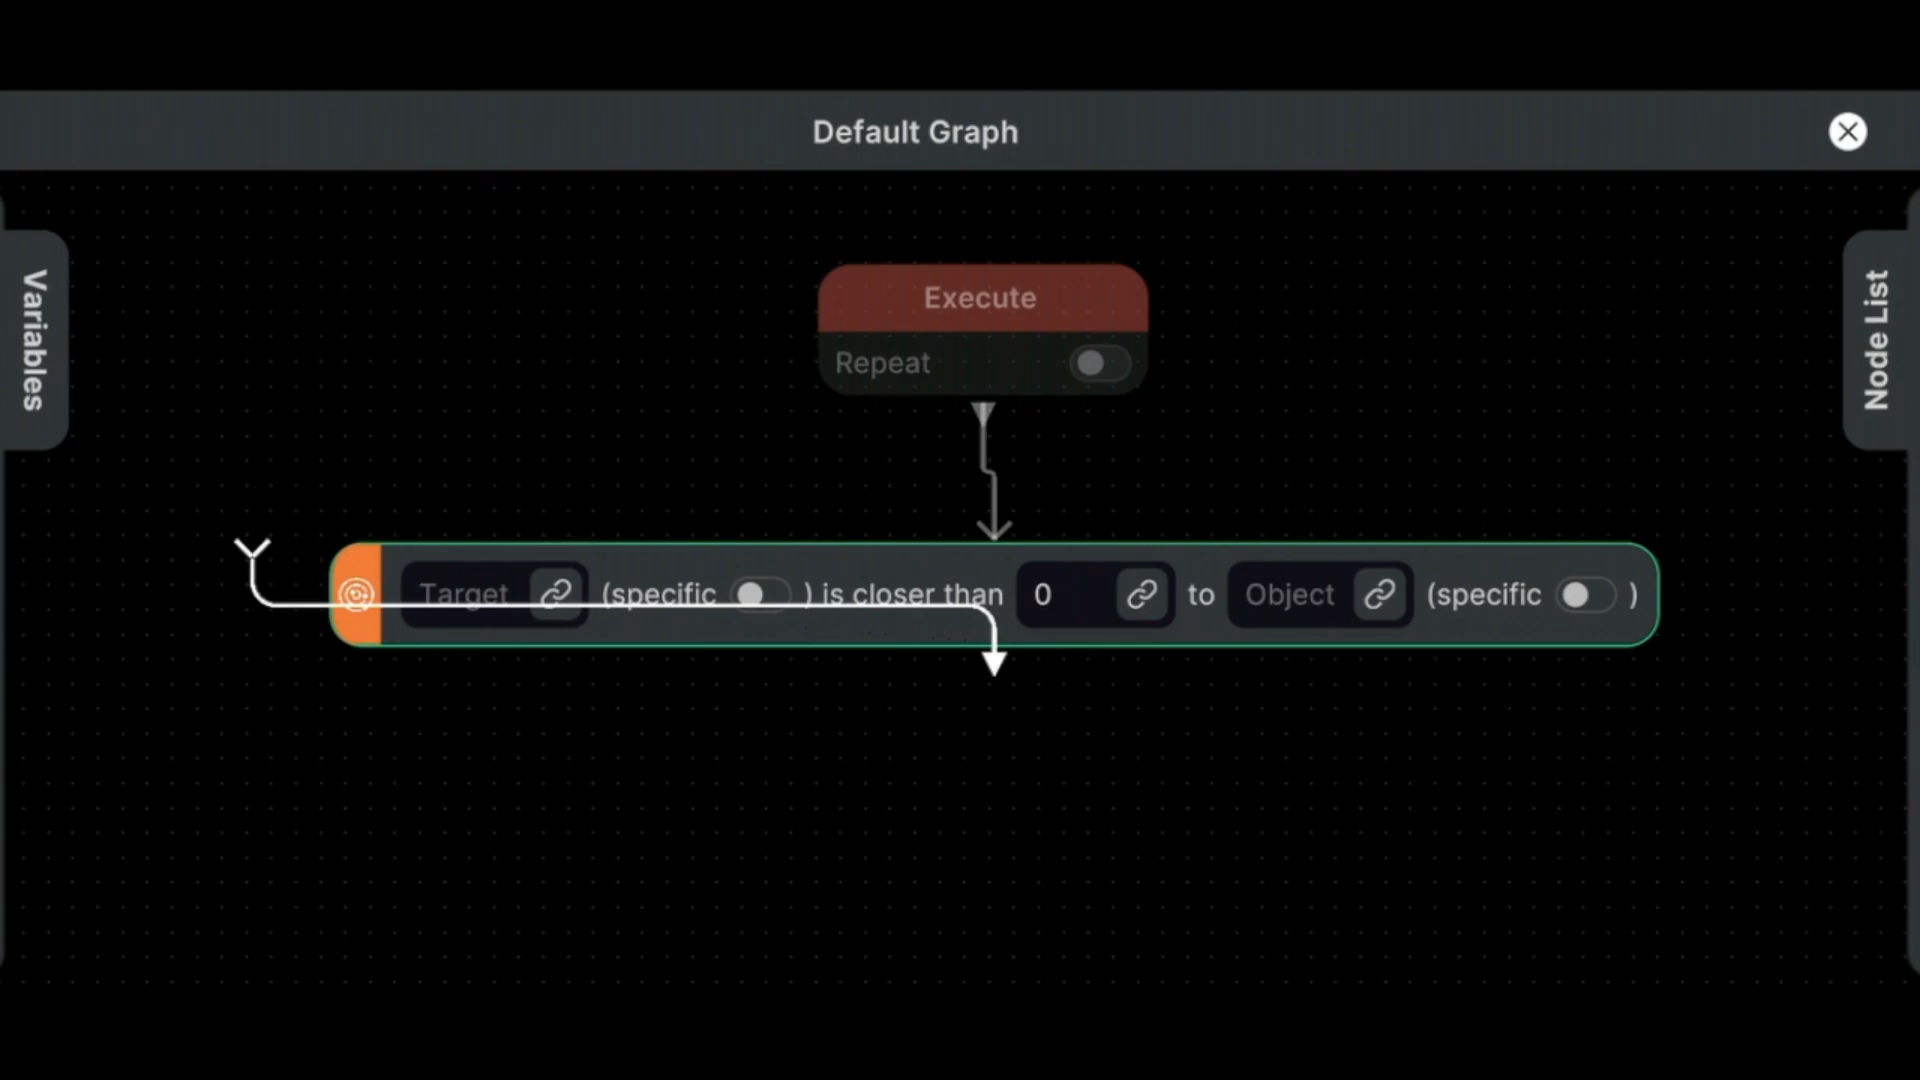 Default Graph
Variables
Node List
Execute
Repeat
Target (specific ) is closer than 0 to Object (specific )